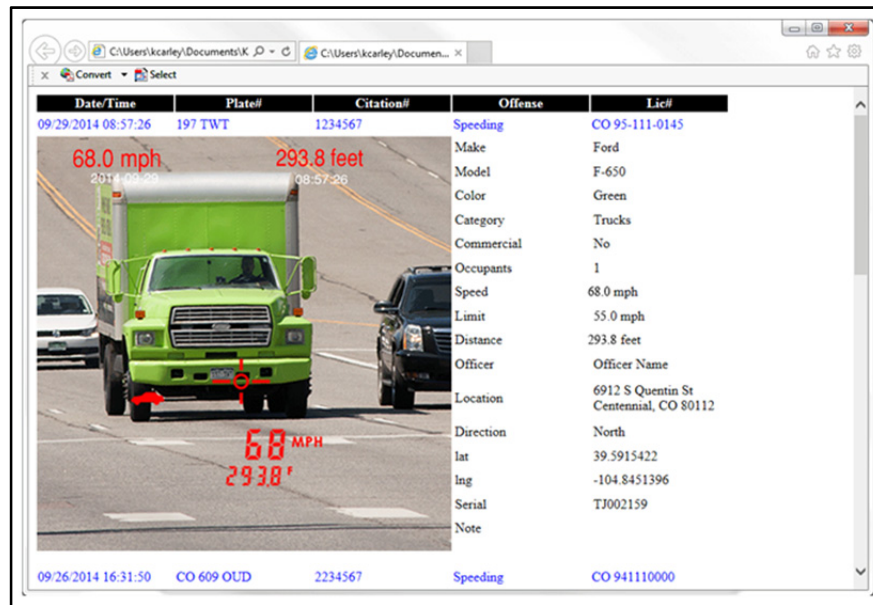 C:\Users\kcarley\Documents\K
C:\Users\kcarley\Documen...
x Convert Select
Date/Time Plate# Citation# Offense Lic#
09/29/2014 08:57:26 197 TWT 1234567 Speeding CO 95-111-0145
68.0 mph 293.8 feet
2014-09-29 08:57:26
Make Ford
Model F-650
Color Green
Category Trucks
Commercial No
Occupants 1
Speed 68.0 mph
Limit 55.0 mph
Distance 293.8 feet
Officer Officer Name
Location 6912 S Quentin St
Centennial, CO 80112
Direction North
lat 39.5915422
lng -104.8451396
Serial TJ002159
Note
68 MPH
293.8 F
09/26/2014 16:31:50 CO 609 OUD 2234567 Speeding CO 941110000